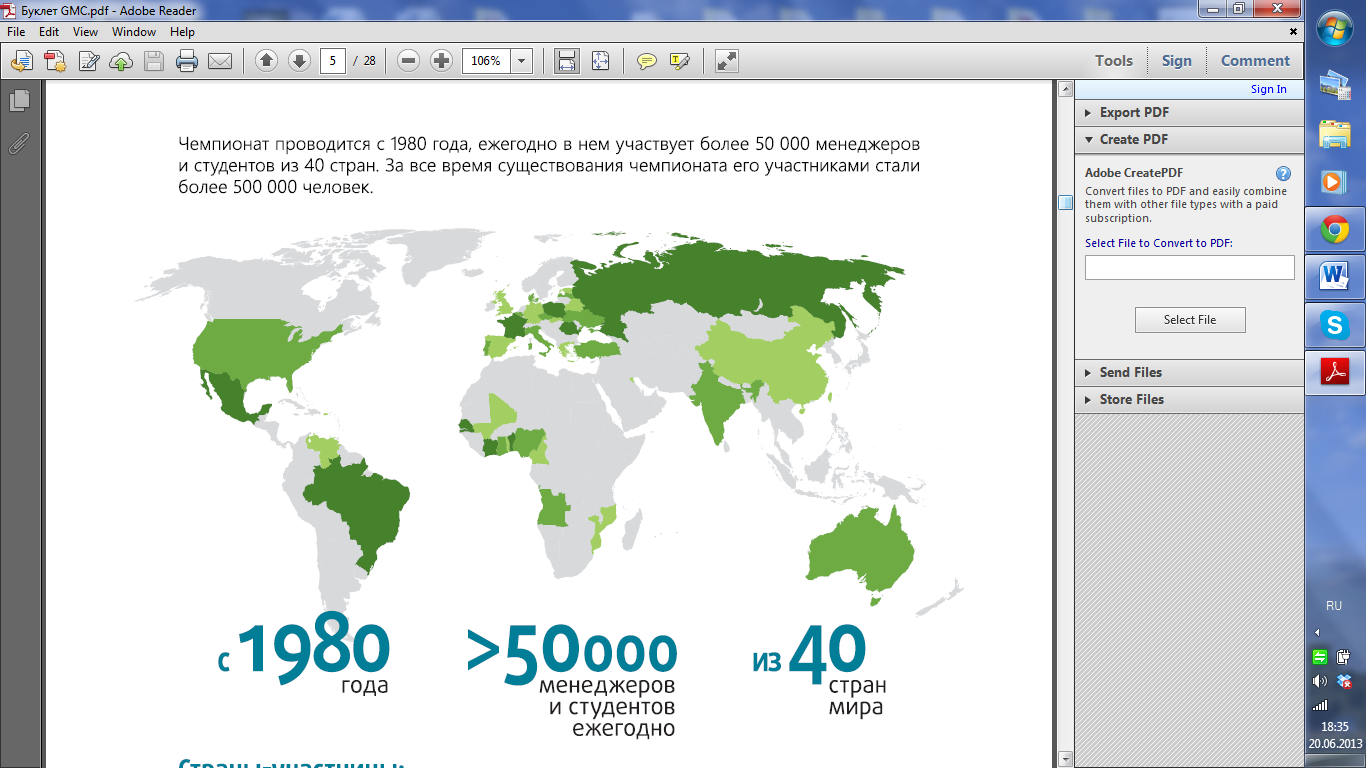 Буклет GMC.pdf - Adobe Reader
File Edit View Window Help
5 / 28 106% Tools Sign Comment
Sign In
Export PDF
Create PDF
Adobe CreatePDF
Convert files to PDF and easily combine
them with other file types with a paid
subscription.
Select File to Convert to PDF:
Select File
Send Files
Store Files
Чемпионат проводится с 1980 года, ежегодно в нем участвует более 50 000 менеджеров
и студентов из 40 стран. За все время существования чемпионата его участниками стали
более 500 000 человек.
с 1980
года
>50000
менеджеров
и студентов
ежегодно
из 40
стран
мира
Страны-участницы:
RU
18:35
20.06.2013